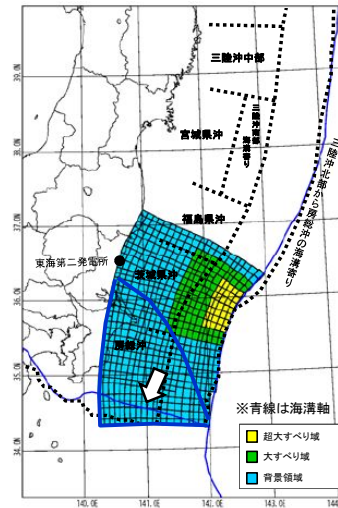 三陸沖中部
三陸沖南部
海溝寄り
宮城県沖
三陸沖北部から房総沖の海溝寄り
福島県沖
東海第二発電所
茨城県沖
房総沖
※青線は海溝軸
超大すべり域
大すべり域
背景領域
39.0N
38.0N
37.0N
36.0N
35.0N
34.0N
140.0E
141.0E
142.0E
143.0E
144.0